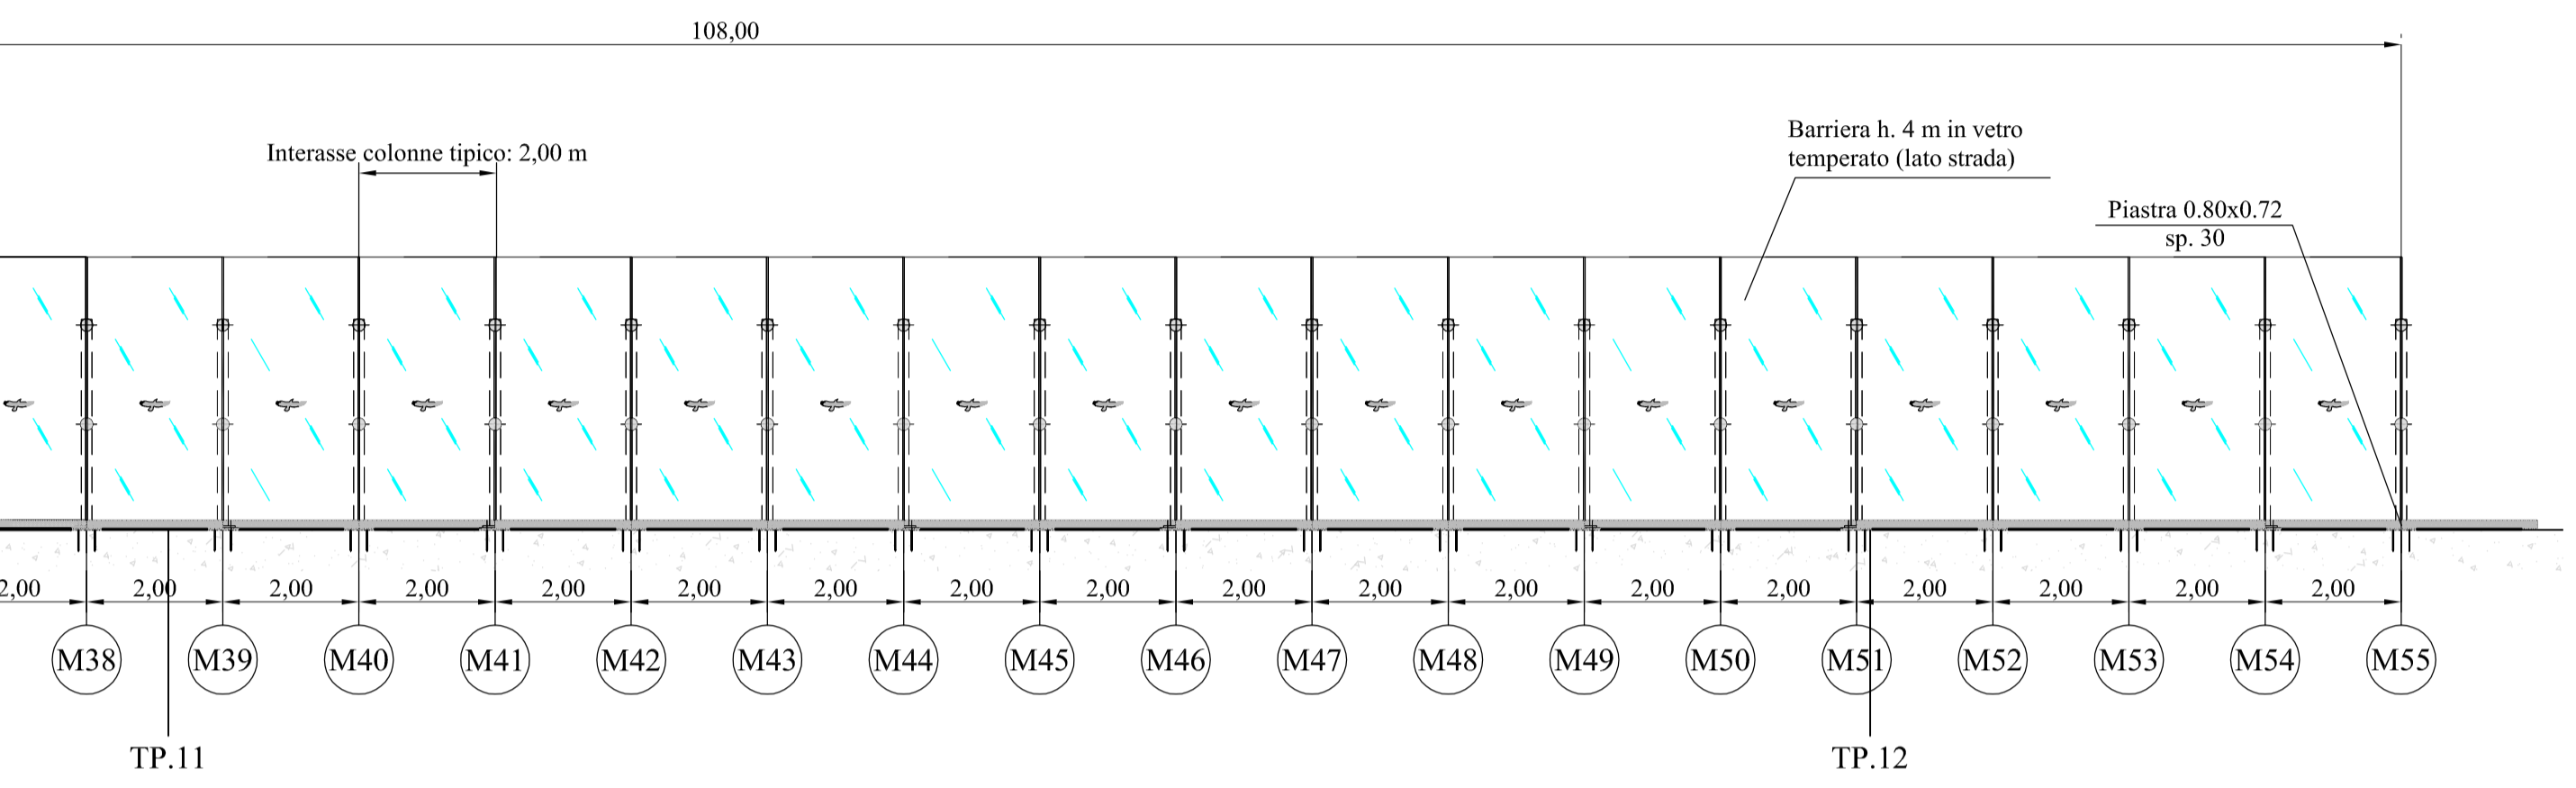 108,00
Barriera h. 4 m in vetro
temperato (lato strada)
Interasse colonne tipico: 2,00 m
Piastra 0.80x0.72
sp. 30
2,00 2,00 2,00 2,00 2,00 2,00 2,00 2,00 2,00 2,00 2,00 2,00 2,00 2,00 2,00 2,00 2,00 2,00
M38 M39 M40 M41 M42 M43 M44 M45 M46 M47 M48 M49 M50 M51 M52 M53 M54 M55
TP.11 TP.12